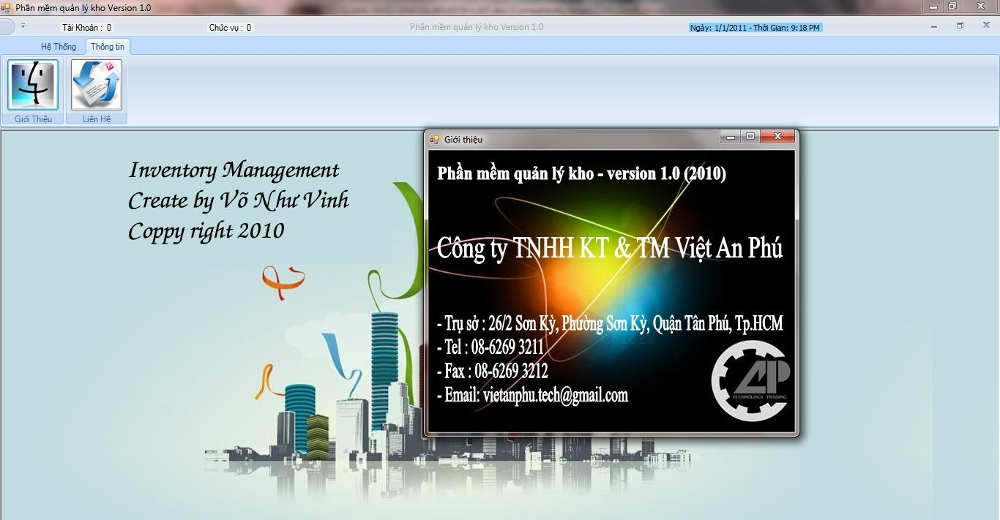 Phần mềm quản lý kho Version 1.0
Tài Khoản : 0
Chức vụ : 0
Phần mềm quản lý kho Version 1.0
Ngày: 1/1/2011 - Thời Gian: 9:18 PM
Hệ Thống
Thông tin
Giới Thiệu
Liên Hệ
Inventory Management
Create by Võ Như Vinh
Coppy right 2010
Giới thiệu
Phần mềm quản lý kho - version 1.0 (2010)
Công ty TNHH KT & TM Việt An Phú
- Trụ sở : 26/2 Sơn Kỳ, Phường Sơn Kỳ, Quận Tân Phú, Tp.HCM
Colors
- Tel : 08-6269 3211
- Fax : 08-6269 3212
- Email: vietanphu.tech@gmail.com
AP
TECHNOLOGY TRADING